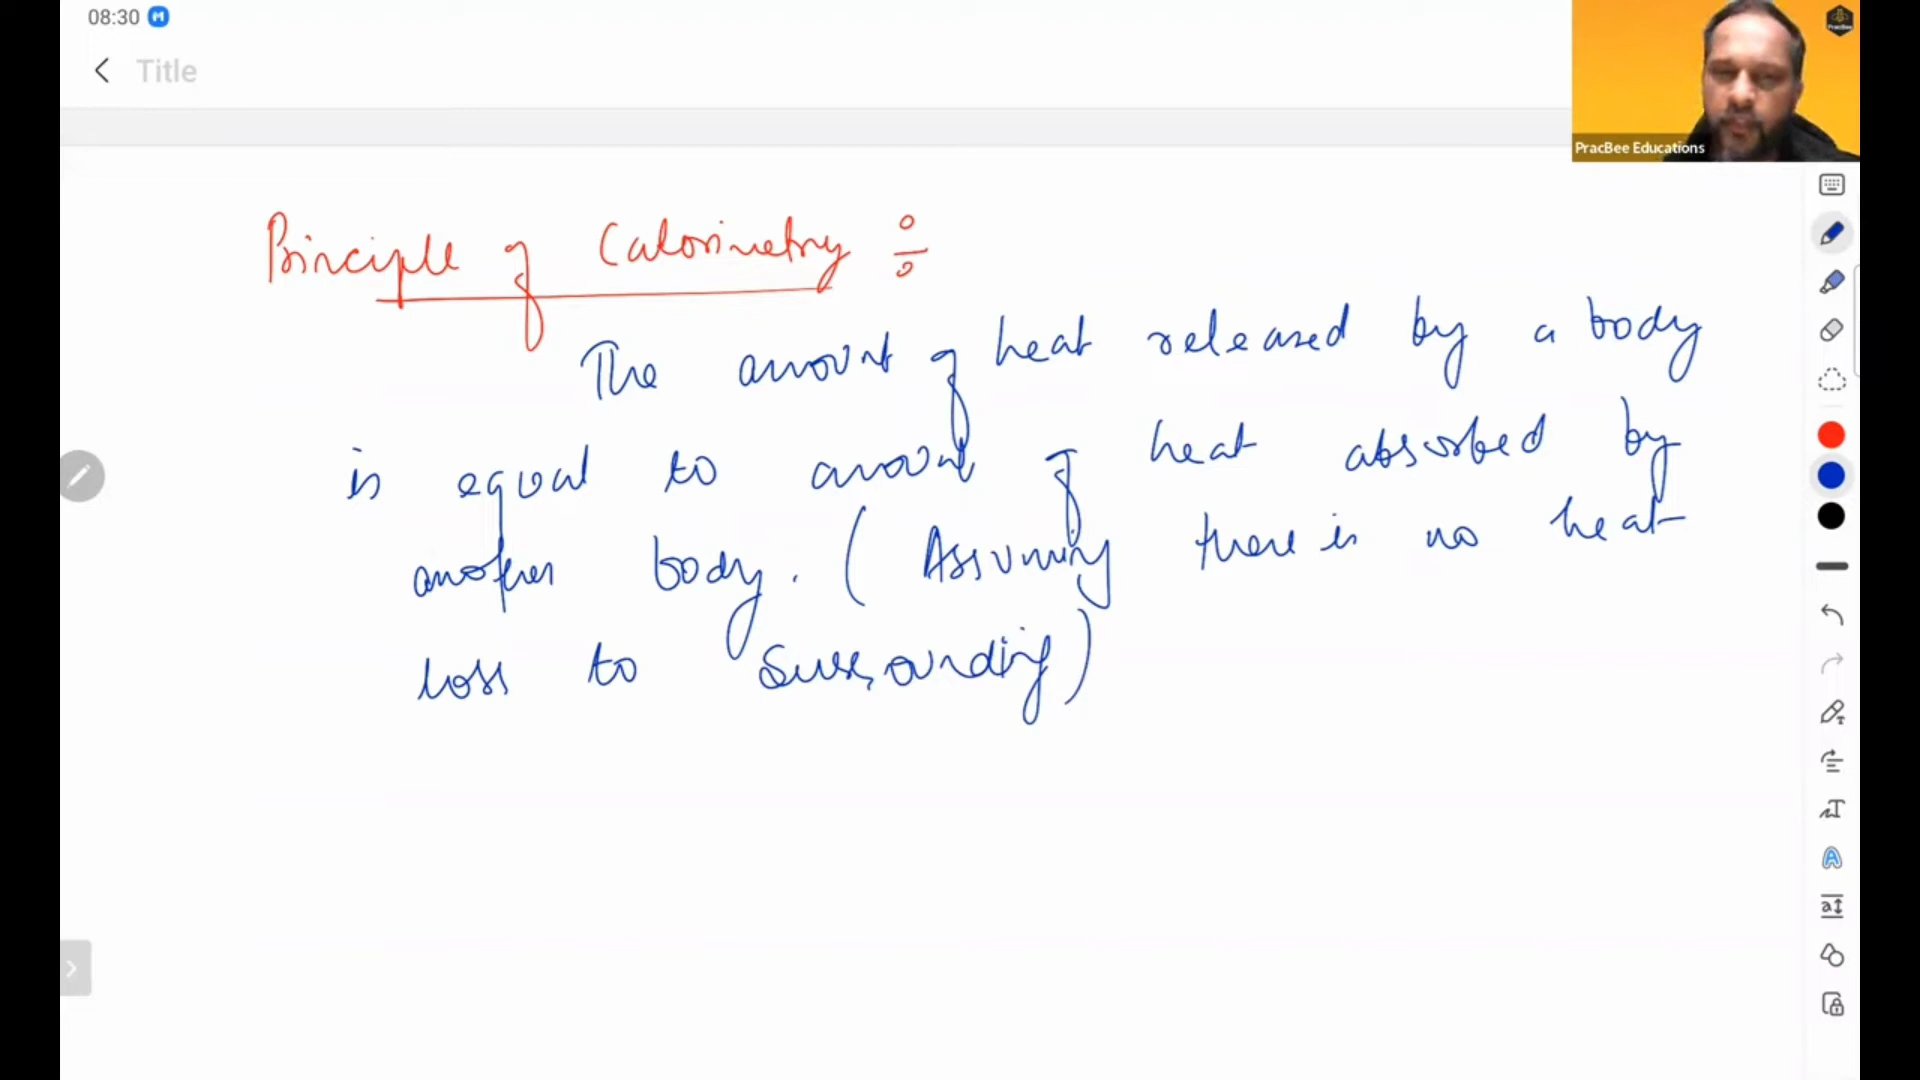 08:30
Title
PracBee Educations
PracBee
Principle of Calorimetry :-
The amount of heat released by a body
is equal to amount of heat absorbed by
another body. (Assuming there is no heat
loss to surrounding)